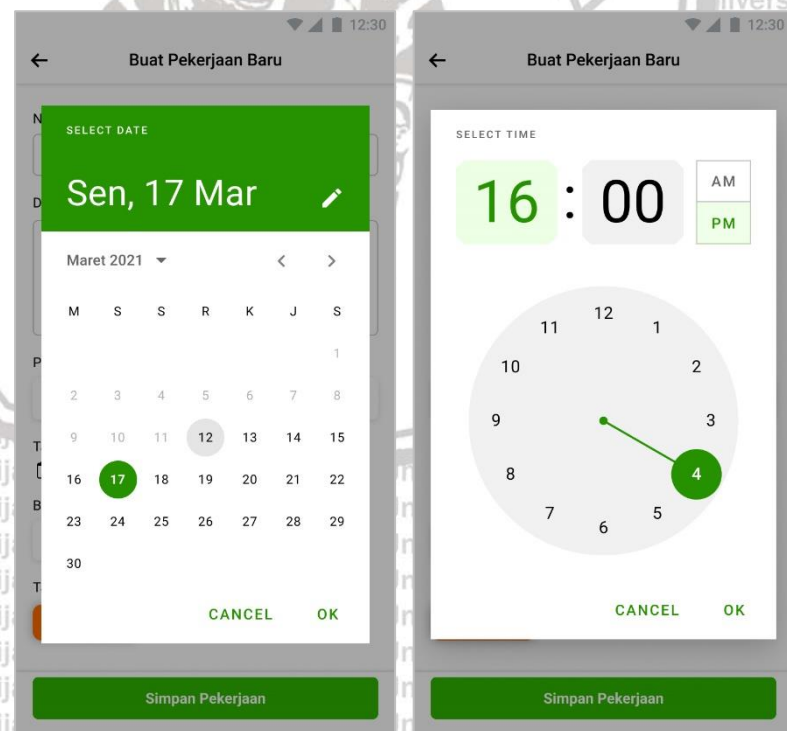 12:30
Buat Pekerjaan Baru
N
SELECT DATE
Sen, 17 Mar
D
Maret 2021
M S S R K J S
1
P
2 3 4 5 6 7 8
9 10 11 12 13 14 15
T
16 17 18 19 20 21 22
B
23 24 25 26 27 28 29
30
T
CANCEL OK
Simpan Pekerjaan
12:30
Buat Pekerjaan Baru
SELECT TIME
16 : 00
AM
PM
12
11 1
10 2
9 3
8 4
7 5
6
CANCEL OK
Simpan Pekerjaan